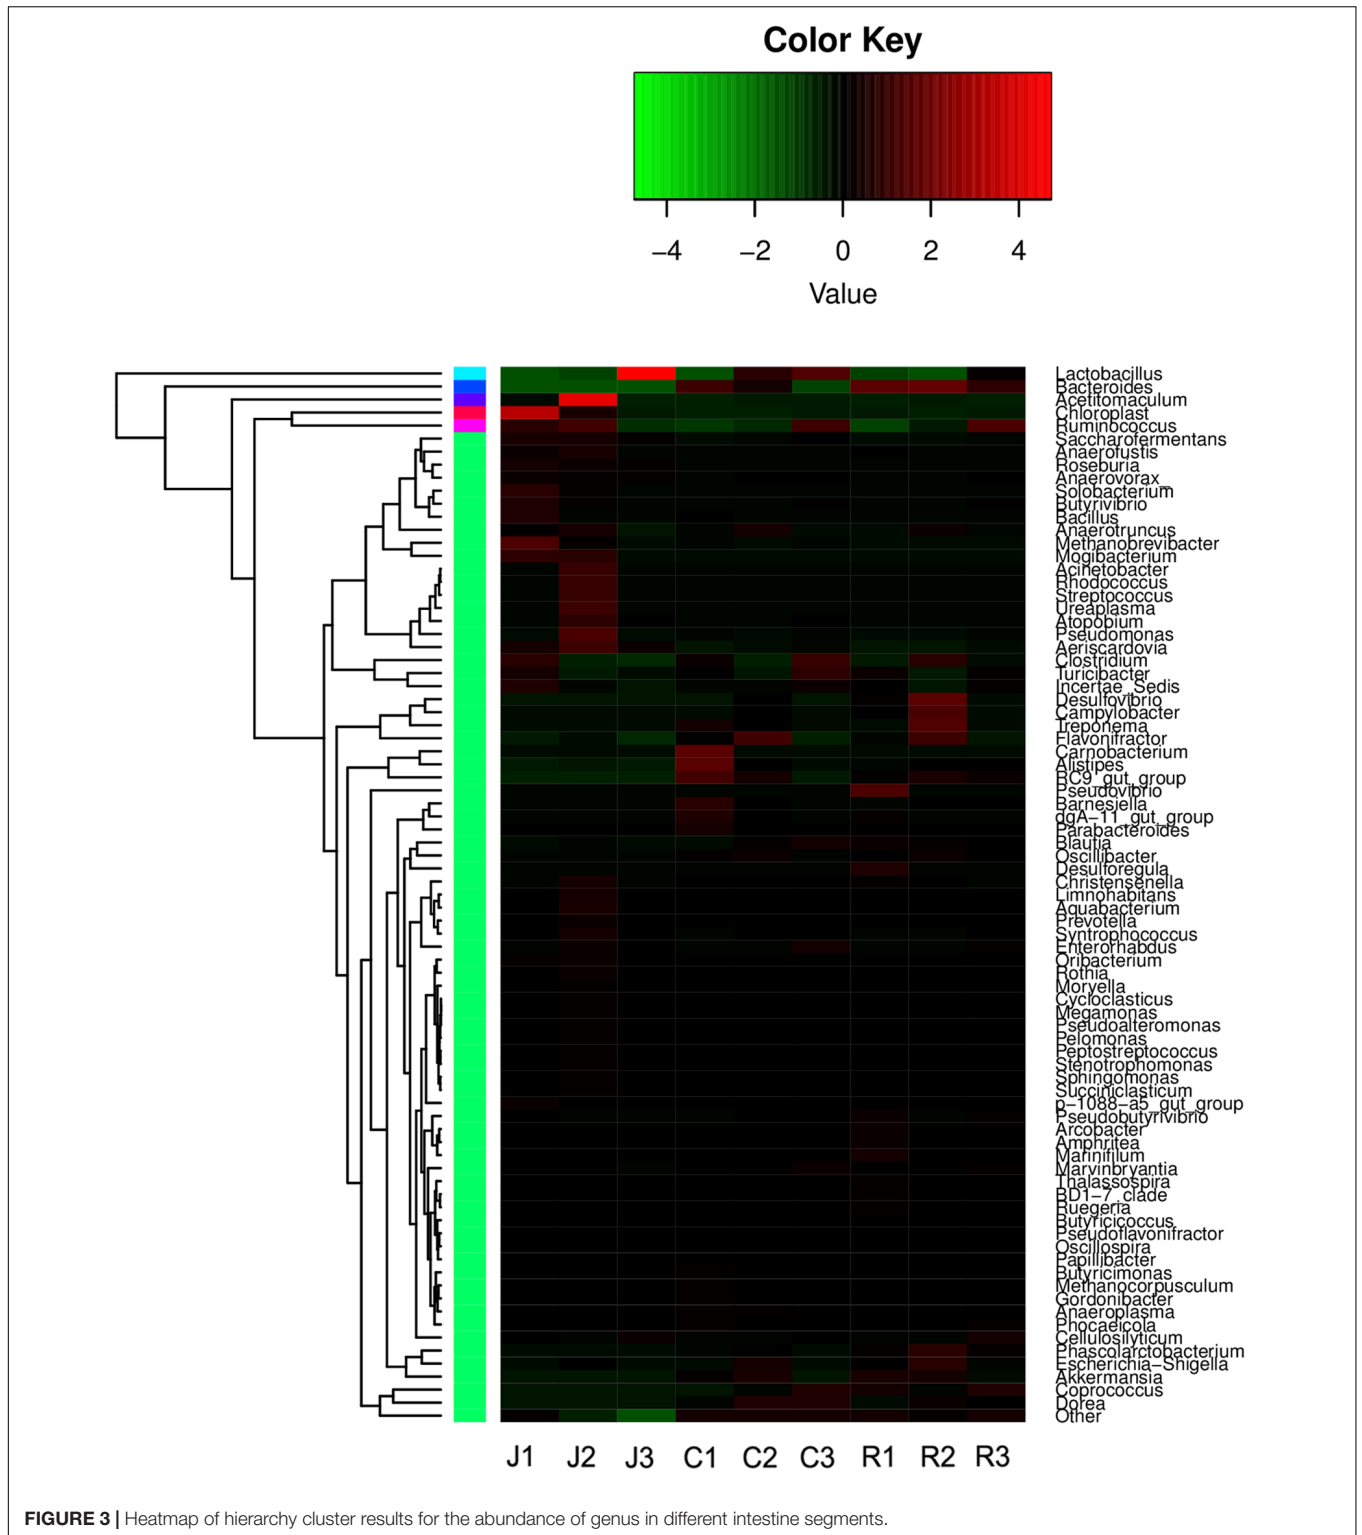 Color Key
−4 −2 0 2 4
Value
Lactobacillus
Bacteroides
Acetitomaculum
Chloroplast
Ruminococcus
Saccharofermentans
Anaerofustis
Roseburia
Anaerovorax_
Solobacterium
Butyrivibrio
Bacillus
Anaerotruncus
Methanobrevibacter
Mogibacterium
Acinetobacter
Rhodococcus
Streptococcus
Ureaplasma
Atopobium
Pseudomonas
Aeriscardovia
Clostridium
Turicibacter
Incertae_Sedis
Desulfovibrio
Campylobacter
Treponema
Flavonifractor
Carnobacterium
Alistipes
RC9_gut_group
Pseudovibrio
Barnesiella
dgA−11_gut_group
Parabacteroides
Blautia
Oscillibacter
Desulforegula
Christensenella
Limnohabitans
Aquabacterium
Prevotella
Syntrophococcus
Enterorhabdus
Oribacterium
Rothia
Moryella
Cycloclasticus
Megamonas
Pseudoalteromonas
Pelomonas
Peptostreptococcus
Stenotrophomonas
Sphingomonas
Succiniclasticum
p−1088−a5_gut_group
Pseudobutyrivibrio
Arcobacter
Amphritea
Marinifilum
Marvinbryantia
Thalassospira
BD1−7_clade
Ruegeria
Butyricicoccus
Pseudoflavonifractor
Oscillospira
Papillibacter
Butyricimonas
Methanocorpusculum
Gordonibacter
Anaeroplasma
Phocaeicola
Cellulosilyticum
Phascolarctobacterium
Escherichia−Shigella
Akkermansia
Coprococcus
Dorea
Other
J1 J2 J3 C1 C2 C3 R1 R2 R3
FIGURE 3 | Heatmap of hierarchy cluster results for the abundance of genus in different intestine segments.